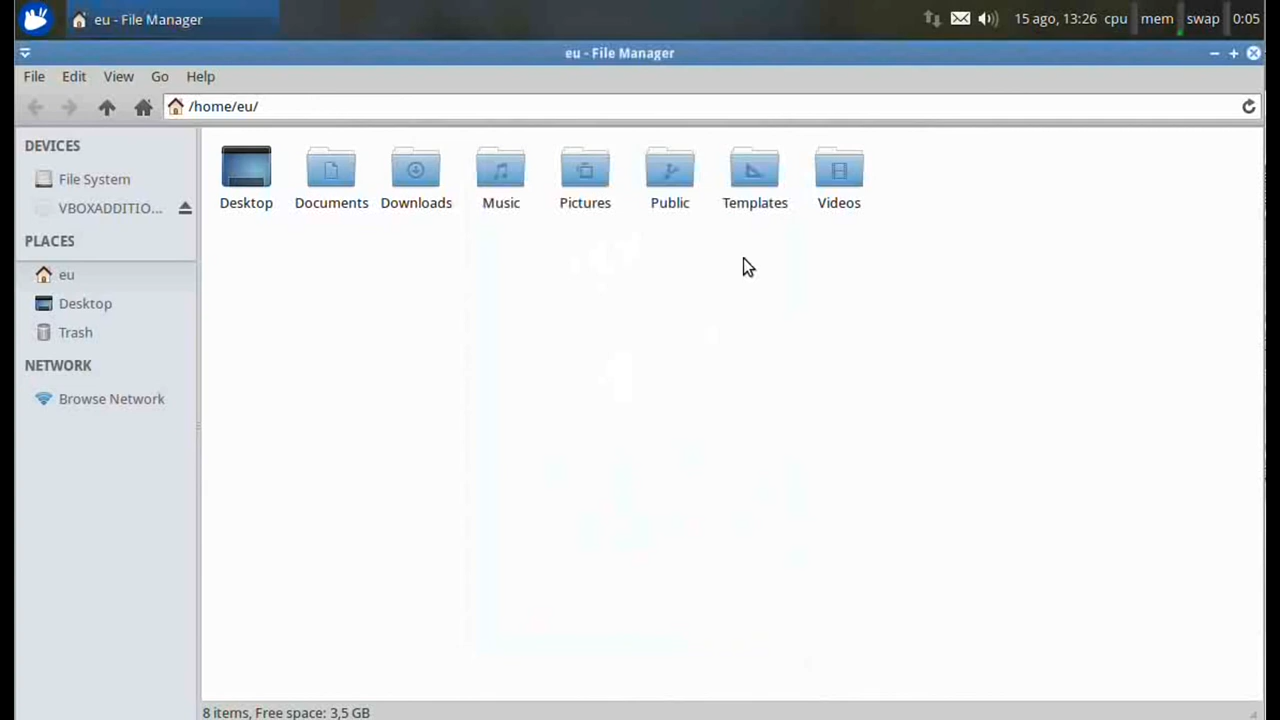 eu - File Manager
15 ago, 13:26 cpu mem swap 0:05
eu - File Manager
File Edit View Go Help
/home/eu/
DEVICES
File System
VBOXADDITIO...
PLACES
eu
Desktop
Trash
NETWORK
Browse Network
Desktop Documents Downloads Music Pictures Public Templates Videos
8 items, Free space: 3,5 GB